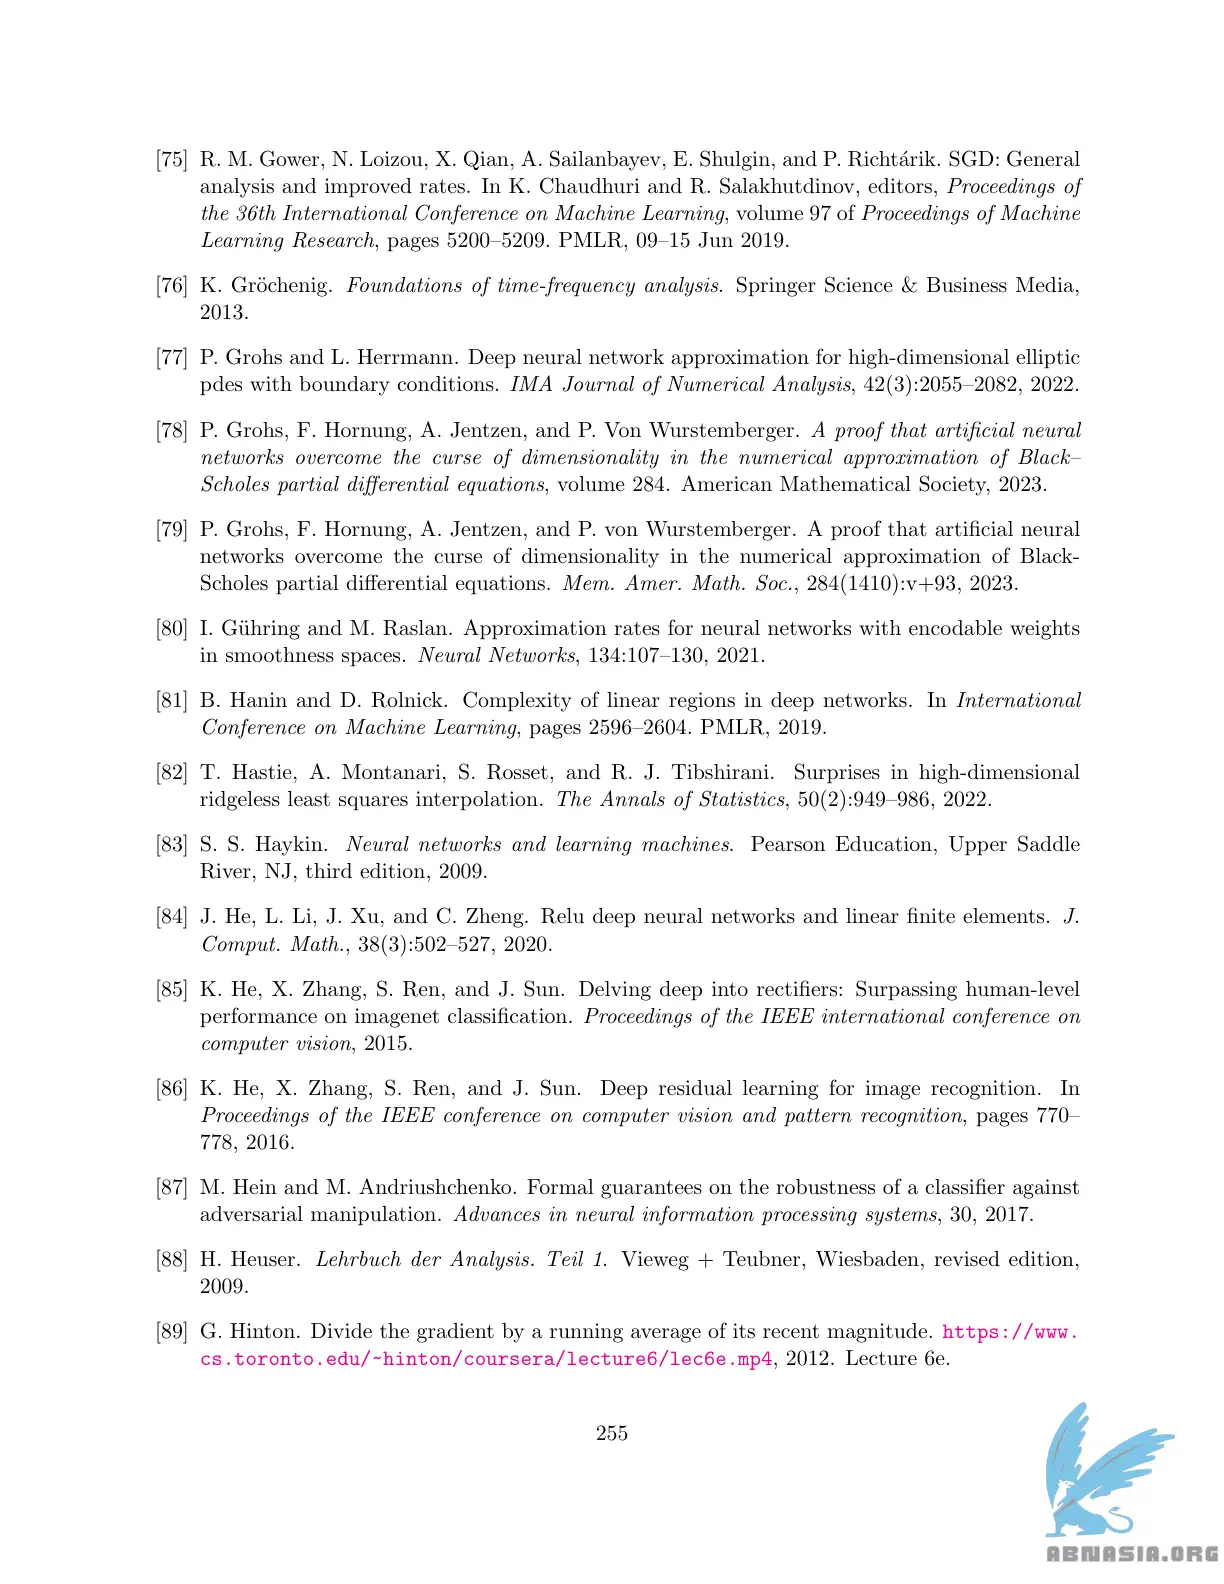 [75] R. M. Gower, N. Loizou, X. Qian, A. Sailanbayev, E. Shulgin, and P. Richtárik. SGD: General
analysis and improved rates. In K. Chaudhuri and R. Salakhutdinov, editors, Proceedings of
the 36th International Conference on Machine Learning, volume 97 of Proceedings of Machine
Learning Research, pages 5200–5209. PMLR, 09–15 Jun 2019.
[76] K. Gröchenig. Foundations of time-frequency analysis. Springer Science & Business Media,
2013.
[77] P. Grohs and L. Herrmann. Deep neural network approximation for high-dimensional elliptic
pdes with boundary conditions. IMA Journal of Numerical Analysis, 42(3):2055–2082, 2022.
[78] P. Grohs, F. Hornung, A. Jentzen, and P. Von Wurstemberger. A proof that artificial neural
networks overcome the curse of dimensionality in the numerical approximation of Black–
Scholes partial differential equations, volume 284. American Mathematical Society, 2023.
[79] P. Grohs, F. Hornung, A. Jentzen, and P. von Wurstemberger. A proof that artificial neural
networks overcome the curse of dimensionality in the numerical approximation of Black-
Scholes partial differential equations. Mem. Amer. Math. Soc., 284(1410):v+93, 2023.
[80] I. Gühring and M. Raslan. Approximation rates for neural networks with encodable weights
in smoothness spaces. Neural Networks, 134:107–130, 2021.
[81] B. Hanin and D. Rolnick. Complexity of linear regions in deep networks. In International
Conference on Machine Learning, pages 2596–2604. PMLR, 2019.
[82] T. Hastie, A. Montanari, S. Rosset, and R. J. Tibshirani. Surprises in high-dimensional
ridgeless least squares interpolation. The Annals of Statistics, 50(2):949–986, 2022.
[83] S. S. Haykin. Neural networks and learning machines. Pearson Education, Upper Saddle
River, NJ, third edition, 2009.
[84] J. He, L. Li, J. Xu, and C. Zheng. Relu deep neural networks and linear finite elements. J.
Comput. Math., 38(3):502–527, 2020.
[85] K. He, X. Zhang, S. Ren, and J. Sun. Delving deep into rectifiers: Surpassing human-level
performance on imagenet classification. Proceedings of the IEEE international conference on
computer vision, 2015.
[86] K. He, X. Zhang, S. Ren, and J. Sun. Deep residual learning for image recognition. In
Proceedings of the IEEE conference on computer vision and pattern recognition, pages 770–
778, 2016.
[87] M. Hein and M. Andriushchenko. Formal guarantees on the robustness of a classifier against
adversarial manipulation. Advances in neural information processing systems, 30, 2017.
[88] H. Heuser. Lehrbuch der Analysis. Teil 1. Vieweg + Teubner, Wiesbaden, revised edition,
2009.
[89] G. Hinton. Divide the gradient by a running average of its recent magnitude. https://www.
cs.toronto.edu/~hinton/coursera/lecture6/lec6e.mp4, 2012. Lecture 6e.
255
ABNASIA.ORG